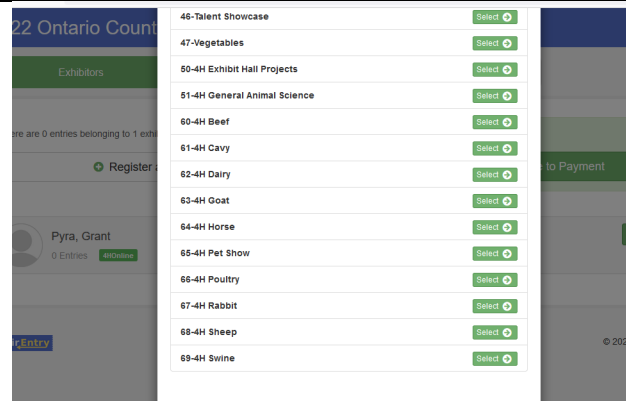 46-Talent Showcase Select
22 Ontario Count
47-Vegetables Select
50-4H Exhibit Hall Projects Select
Exhibitors
51-4H General Animal Science Select
60-4H Beef Select
ere are 0 entries belonging to 1 exhi
61-4H Cavy Select
Register a
to Payment
62-4H Dairy Select
63-4H Goat Select
64-4H Horse Select
Pyra, Grant
0 Entries 4HOnline
65-4H Pet Show Select
66-4H Poultry Select
67-4H Rabbit Select
68-4H Sheep Select
irEntry
© 202
69-4H Swine Select